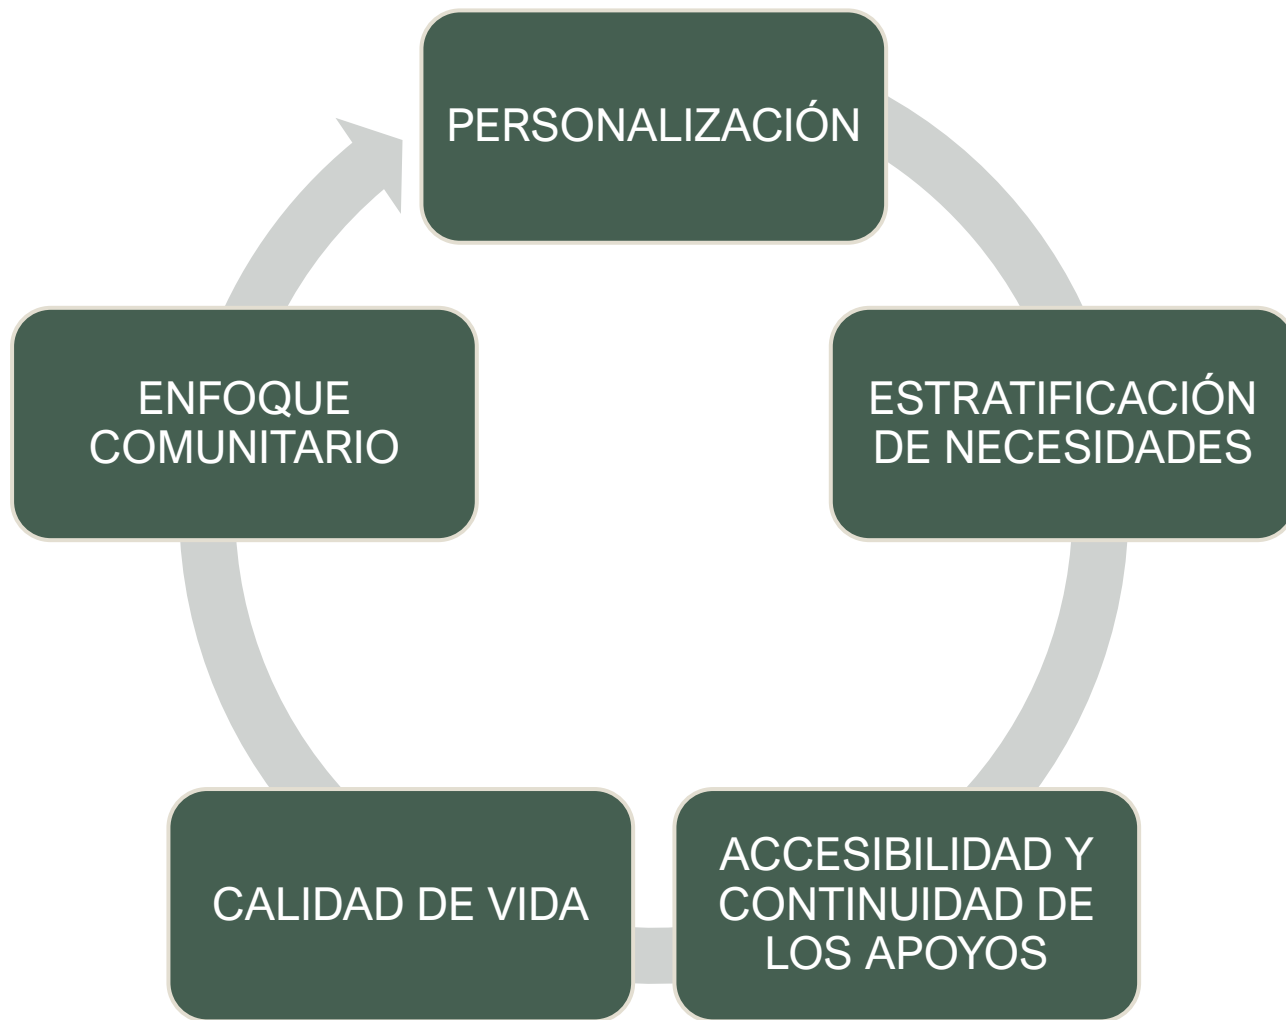 PERSONALIZACIÓN
ESTRATIFICACIÓN
DE NECESIDADES
ACCESIBILIDAD Y
CONTINUIDAD DE
LOS APOYOS
CALIDAD DE VIDA
ENFOQUE
COMUNITARIO